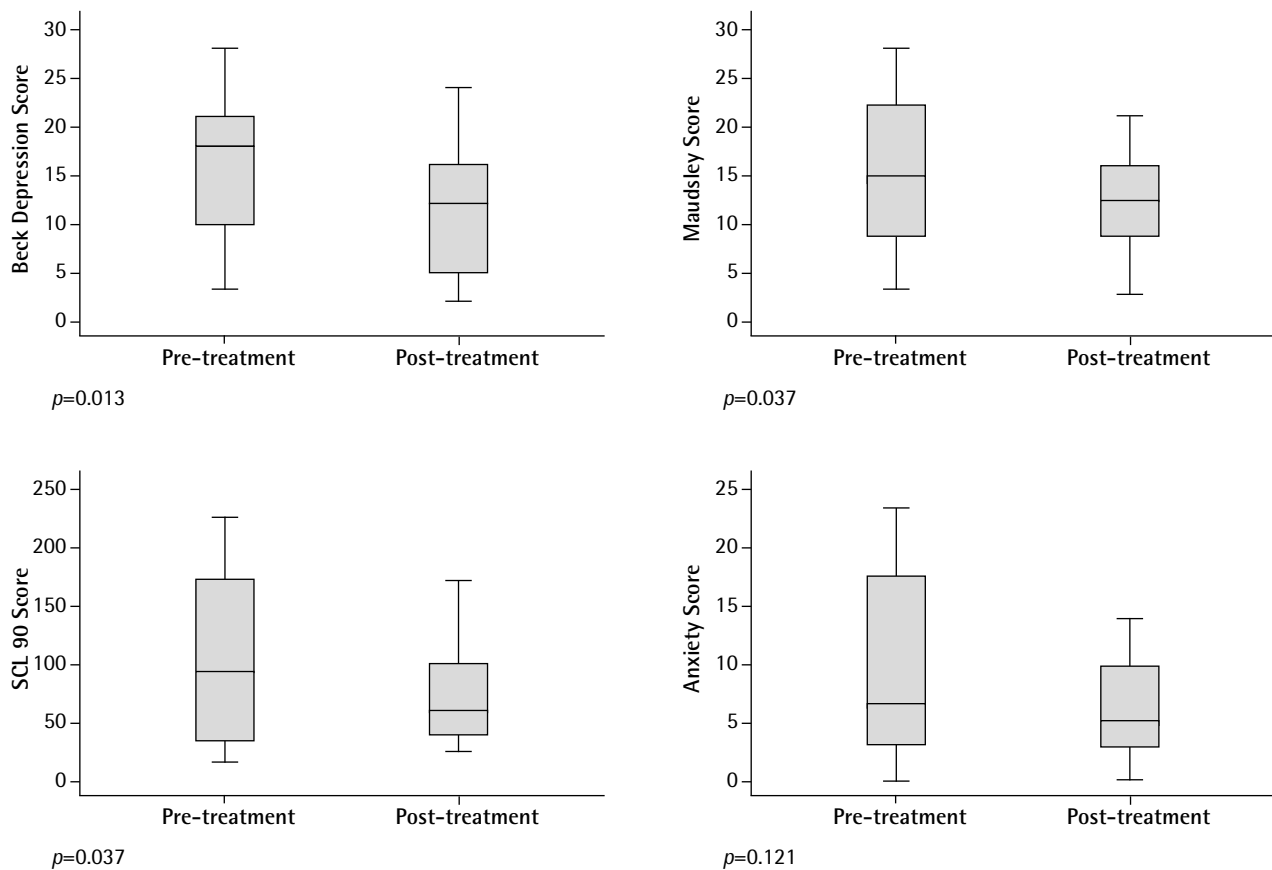 Beck Depression Score
30
25
20
15
10
5
0
Pre-treatment Post-treatment
p=0.013
Maudsley Score
30
25
20
15
10
5
0
Pre-treatment Post-treatment
p=0.037
SCL 90 Score
250
200
150
100
50
0
Pre-treatment Post-treatment
p=0.037
Anxiety Score
25
20
15
10
5
0
Pre-treatment Post-treatment
p=0.121